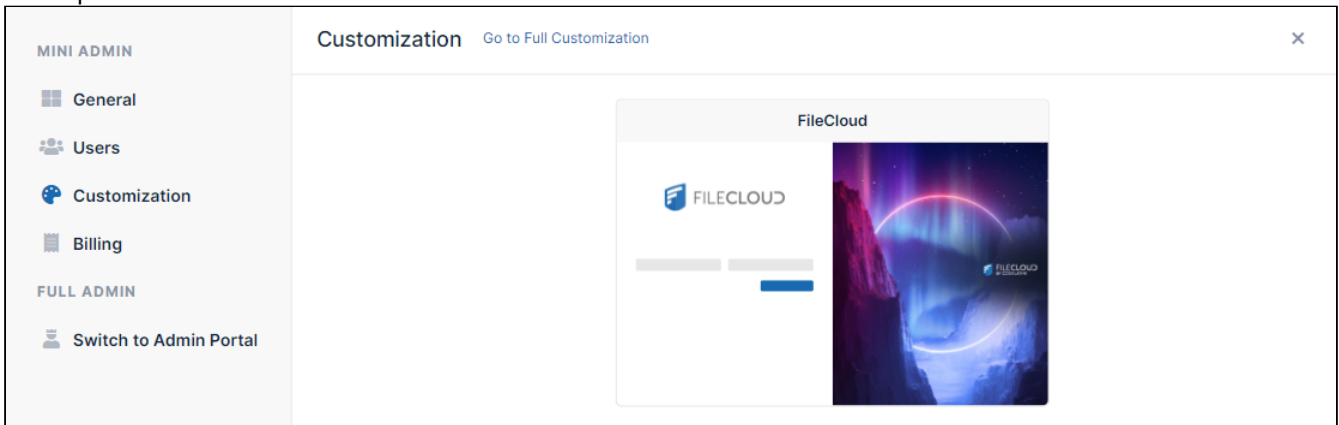 MINI ADMIN
General
Users
Customization
Billing
FULL ADMIN
Switch to Admin Portal
Customization Go to Full Customization
FileCloud
FILECLOUD
FILECLOUD